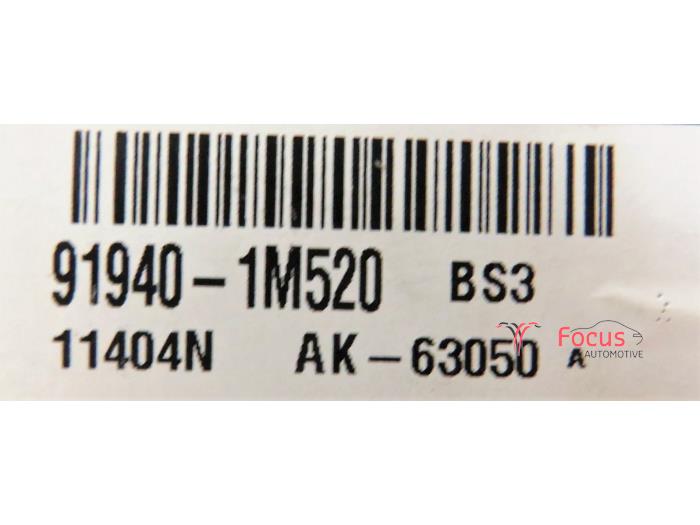 91940-1M520 BS3
11404N AK-63050 A
Focus
AUTOMOTIVE